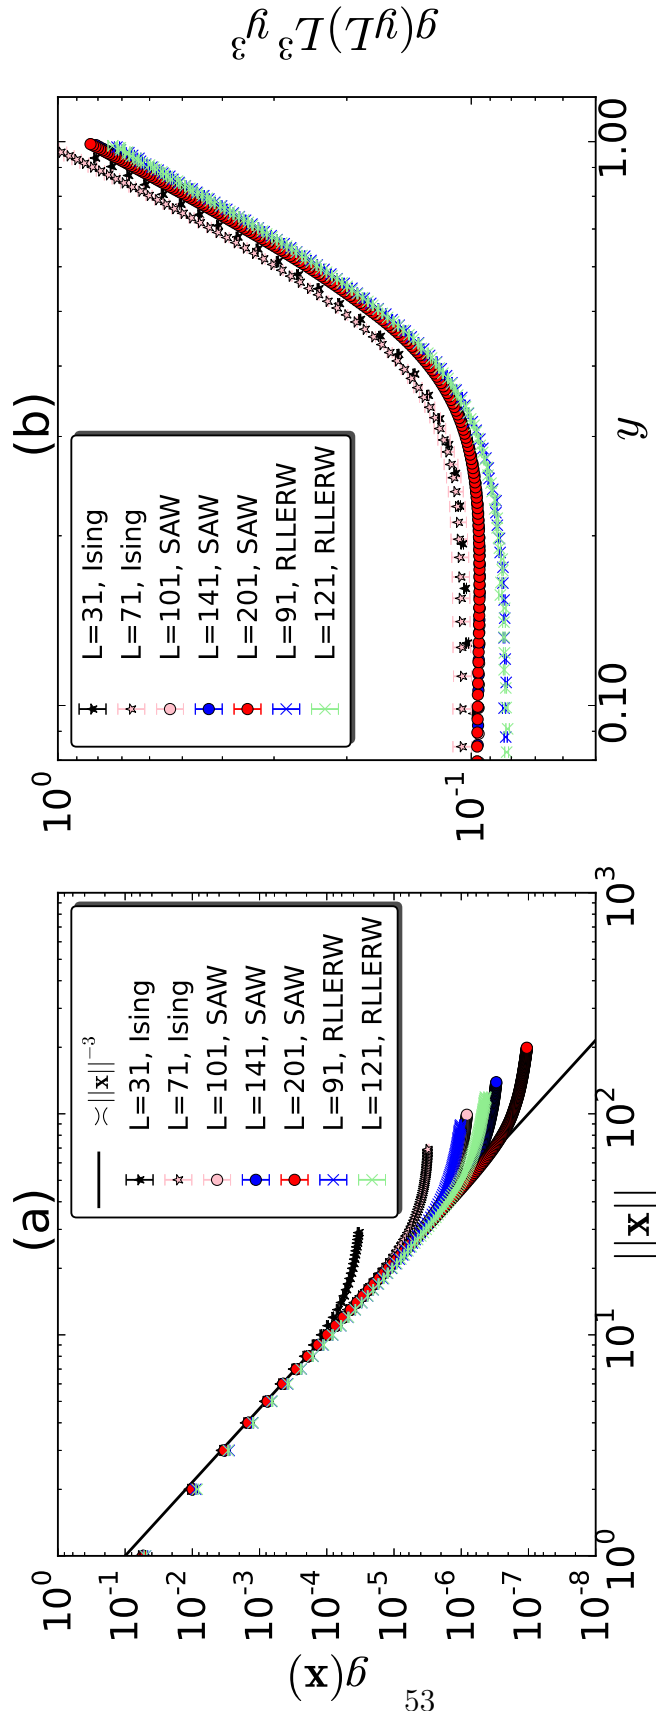 (a)
g(x)
10^0
10^-1
10^-2
10^-3
10^-4
10^-5
10^-6
10^-7
10^-8
≍||x||^-3
L=31, Ising
L=71, Ising
L=101, SAW
L=141, SAW
L=201, SAW
L=91, RLLERW
L=121, RLLERW
10^0
10^1
10^2
10^3
||x||
(b)
10^0
10^-1
L=31, Ising
L=71, Ising
L=101, SAW
L=141, SAW
L=201, SAW
L=91, RLLERW
L=121, RLLERW
0.10
1.00
y
g(yL)L^3 y^3
53